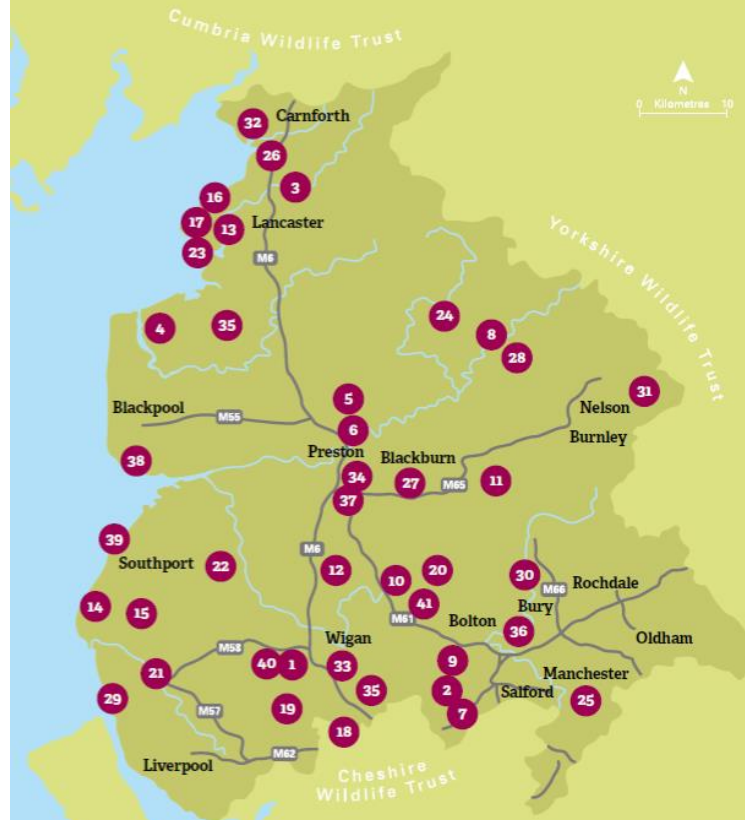 Cumbria Wildlife Trust
N
0 Kilometres 10
32
Carnforth
26
3
16
17
13
Lancaster
23
M6
Yorkshire Wildlife Trust
4
35
24
8
28
5
31
Nelson
Blackpool
M55
6
Burnley
Preston
Blackburn
38
34
27
M65
11
37
39
M6
Southport
22
12
10
20
30
M66
Rochdale
14
15
41
M61
Bolton
Bury
36
Oldham
M58
Wigan
21
40
1
33
9
Manchester
29
M57
19
35
2
Salford
25
7
18
Liverpool
M62
Cheshire
Wildlife Trust